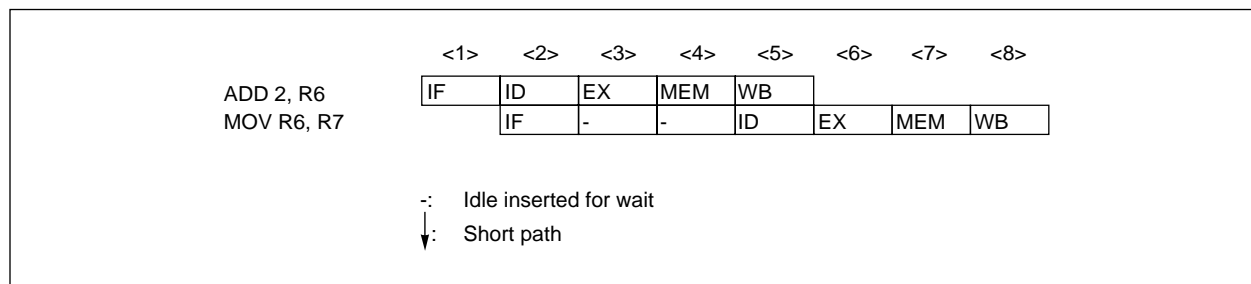 <1> <2> <3> <4> <5> <6> <7> <8>
ADD 2, R6 IF ID EX MEM WB
MOV R6, R7 IF - - ID EX MEM WB
-: Idle inserted for wait
: Short path